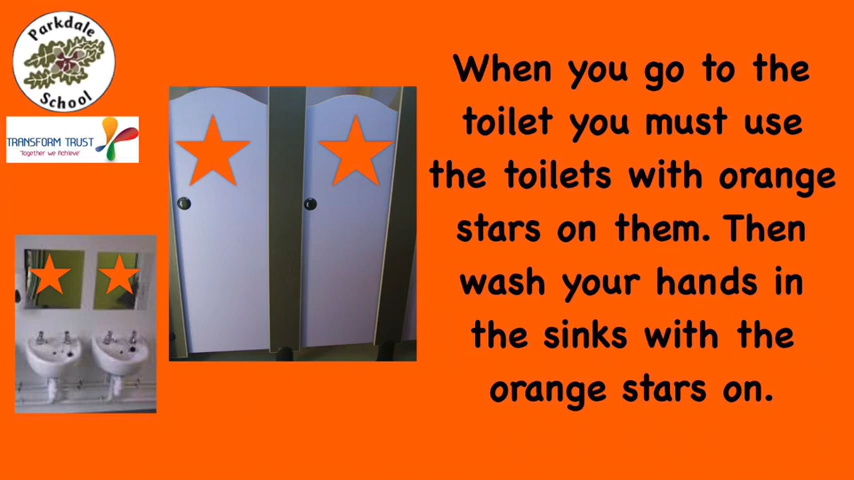 Parkdale
School
TRANSFORM TRUST
"Together we Achieve"
When you go to the
toilet you must use
the toilets with orange
stars on them. Then
wash your hands in
the sinks with the
orange stars on.